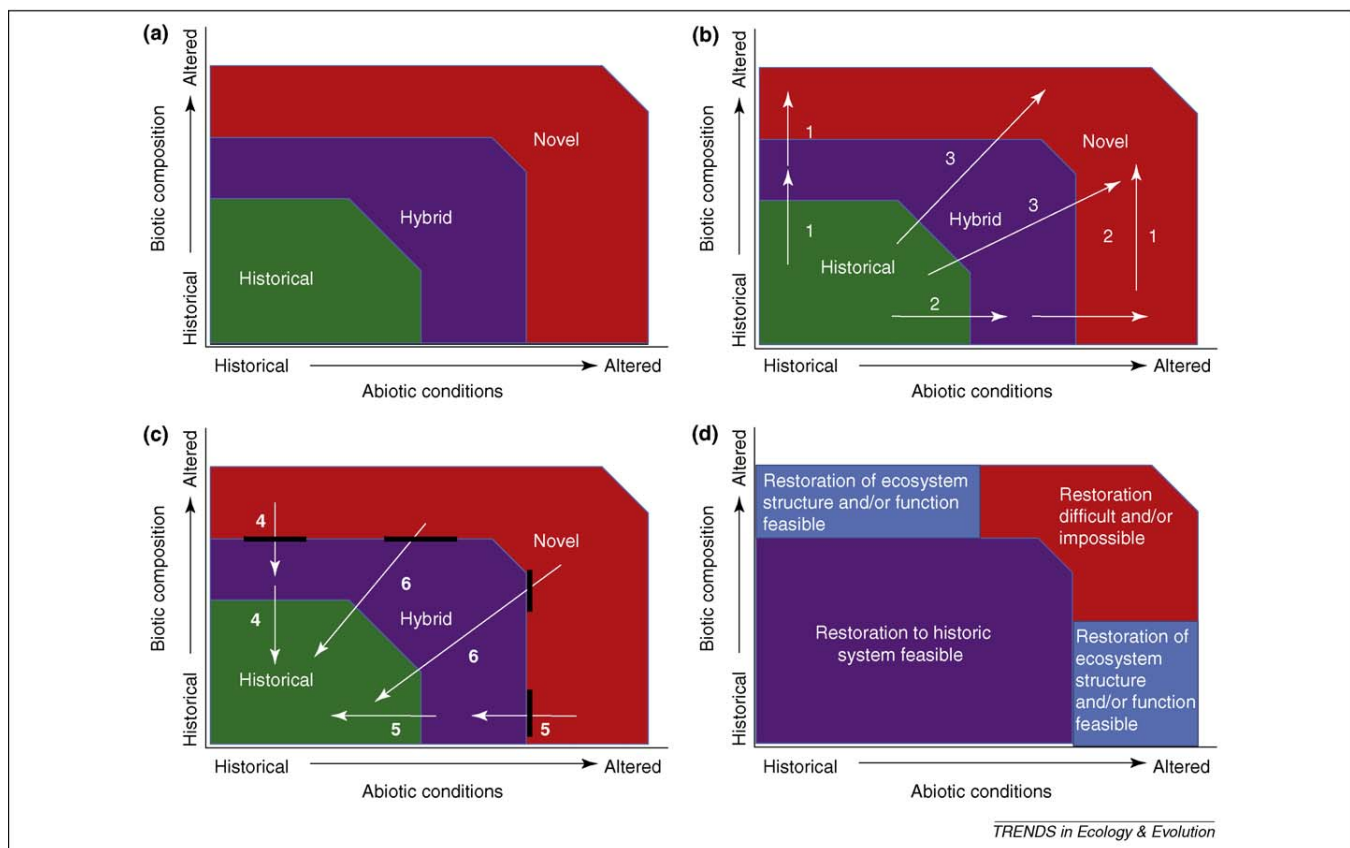 (a)
Altered
Biotic composition
Historical
Novel
Hybrid
Historical
Historical
Altered
Abiotic conditions
(b)
Altered
Biotic composition
Historical
1
3
Novel
3
Hybrid
1
2
1
Historical
2
Historical
Altered
Abiotic conditions
(c)
Altered
Biotic composition
Historical
4
Novel
6
4
Hybrid
6
Historical
5
5
Historical
Altered
Abiotic conditions
(d)
Altered
Biotic composition
Historical
Restoration of ecosystem
structure and/or function
feasible
Restoration
difficult and/or
impossible
Restoration to historic
system feasible
Restoration of
ecosystem
structure
and/or function
feasible
Historical
Altered
Abiotic conditions
TRENDS in Ecology & Evolution